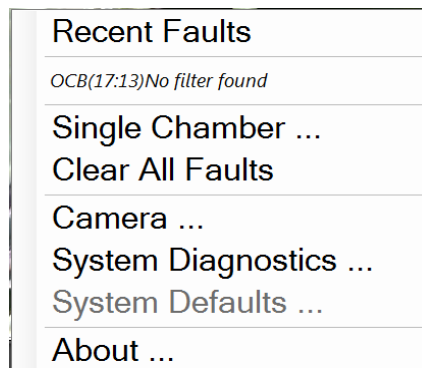 Recent Faults
OCB(17:13)No filter found
Single Chamber ...
Clear All Faults
Camera ...
System Diagnostics ...
System Defaults ...
About ...